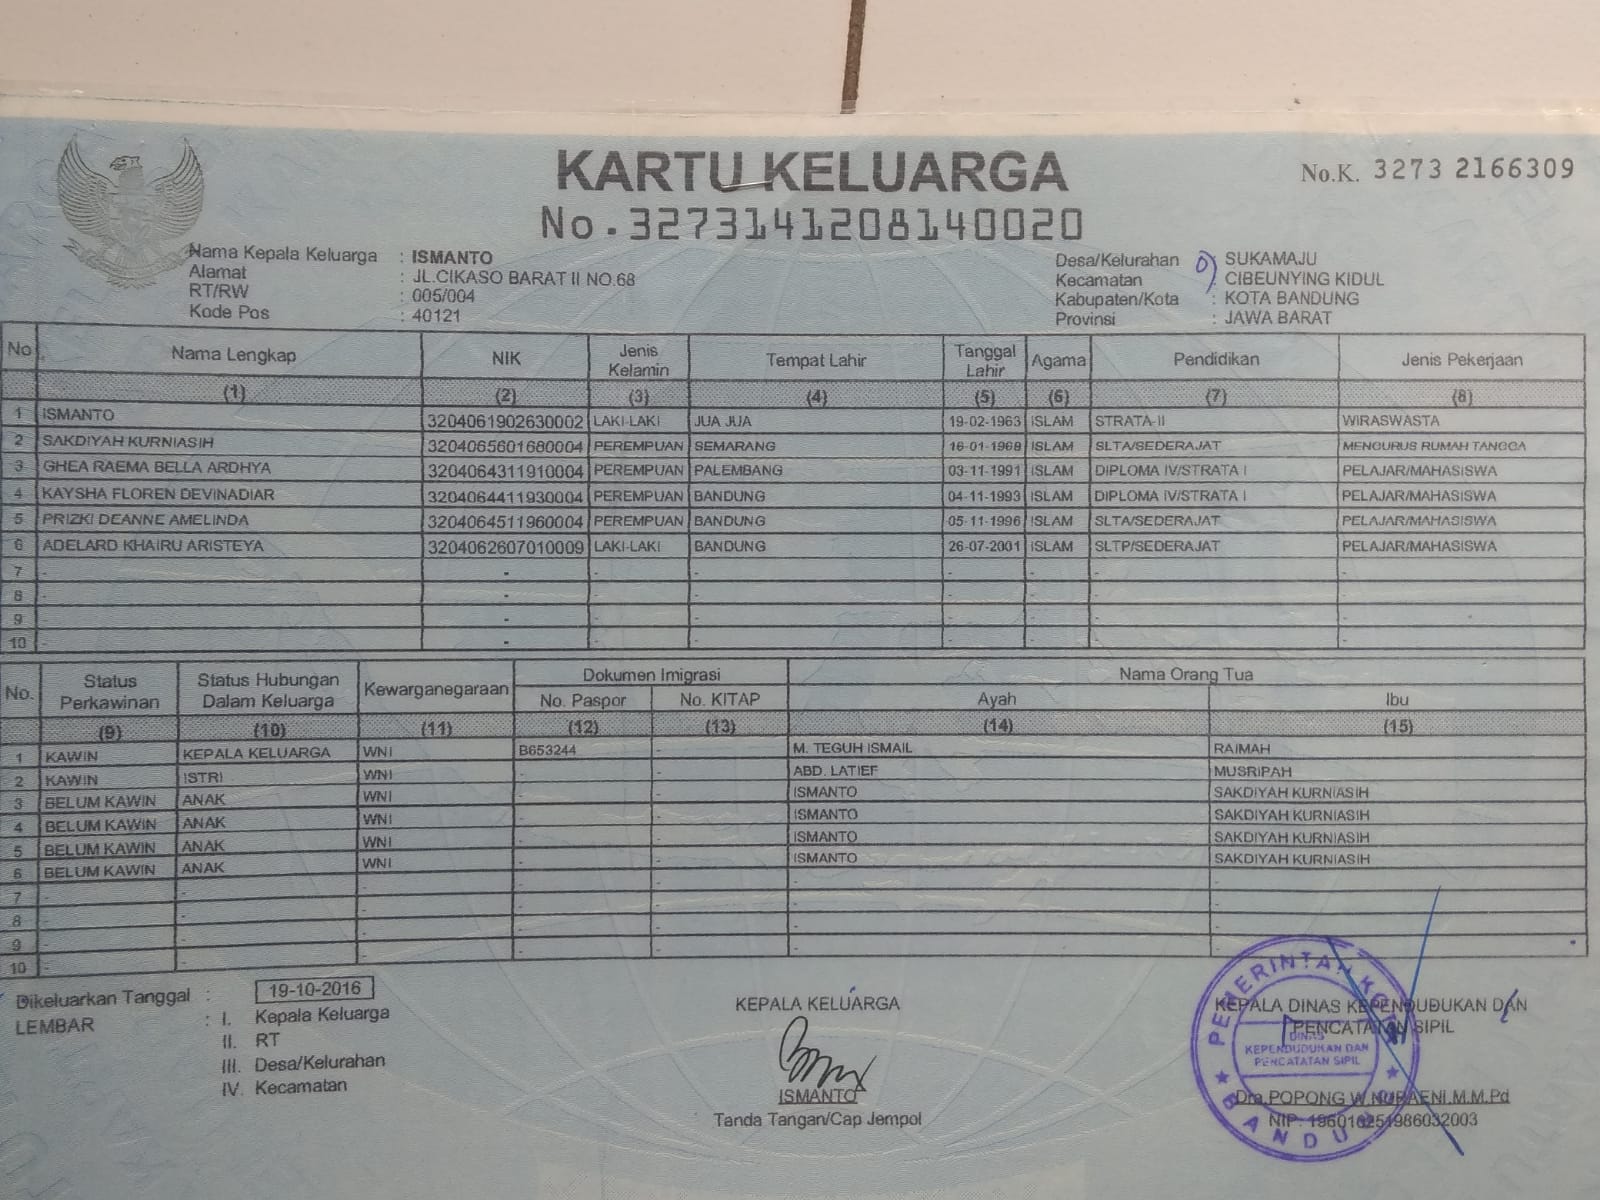 KARTU KELUARGA
No.K. 3273 2166309
No.3273141208140020
Nama Kepala Keluarga : ISMANTO
Alamat : JL.CIKASO BARAT II NO.68
RT/RW : 005/004
Kode Pos : 40121
Desa/Kelurahan : SUKAMAJU
Kecamatan : CIBEUNYING KIDUL
Kabupaten/Kota : KOTA BANDUNG
Provinsi : JAWA BARAT
No. Nama Lengkap NIK Jenis Kelamin Tempat Lahir Tanggal Lahir Agama Pendidikan Jenis Pekerjaan
(1) (2) (3) (4) (5) (6) (7) (8)
1 ISMANTO 3204061902630002 LAKI-LAKI JUA JUA 19-02-1963 ISLAM STRATA-II WIRASWASTA
2 SAKDIYAH KURNIASIH 3204065601680004 PEREMPUAN SEMARANG 16-01-1968 ISLAM SLTA/SEDERAJAT MENGURUS RUMAH TANGGA
3 GHEA RAEMA BELLA ARDHYA 3204064311910004 PEREMPUAN PALEMBANG 03-11-1991 ISLAM DIPLOMA IV/STRATA I PELAJAR/MAHASISWA
4 KAYSHA FLOREN DEVINADIAR 3204064411930004 PEREMPUAN BANDUNG 04-11-1993 ISLAM DIPLOMA IV/STRATA I PELAJAR/MAHASISWA
5 PRIZKI DEANNE AMELINDA 3204064511960004 PEREMPUAN BANDUNG 05-11-1996 ISLAM SLTA/SEDERAJAT PELAJAR/MAHASISWA
6 ADELARD KHAIRU ARISTEYA 3204062607010009 LAKI-LAKI BANDUNG 26-07-2001 ISLAM SLTP/SEDERAJAT PELAJAR/MAHASISWA
7 - - - - - - - -
8 - - - - - - - -
9 - - - - - - - -
10 - - - - - - - -
No. Status Perkawinan Status Hubungan Dalam Keluarga Kewarganegaraan Dokumen Imigrasi Nama Orang Tua
No. Paspor No. KITAP Ayah Ibu
(9) (10) (11) (12) (13) (14) (15)
1 KAWIN KEPALA KELUARGA WNI B653244 - M. TEGUH ISMAIL RAIMAH
2 KAWIN ISTRI WNI - - ABD. LATIEF MUSRIPAH
3 BELUM KAWIN ANAK WNI - - ISMANTO SAKDIYAH KURNIASIH
4 BELUM KAWIN ANAK WNI - - ISMANTO SAKDIYAH KURNIASIH
5 BELUM KAWIN ANAK WNI - - ISMANTO SAKDIYAH KURNIASIH
6 BELUM KAWIN ANAK WNI - - ISMANTO SAKDIYAH KURNIASIH
7 - - - - - - -
8 - - - - - - -
9 - - - - - - -
10 - - - - - - -
Dikeluarkan Tanggal : 19-10-2016
LEMBAR : I. Kepala Keluarga
II. RT
III. Desa/Kelurahan
IV. Kecamatan
KEPALA KELUARGA
ISMANTO
Tanda Tangan/Cap Jempol
KEPALA DINAS KEPENDUDUKAN DAN
PENCATATAN SIPIL
PEMERINTAH KOTA
DINAS
KEPENDUDUKAN DAN
PENCATATAN SIPIL
BANDUNG
Dra.POPONG W.NURAENI.M.M.Pd
NIP: 196010251986032003